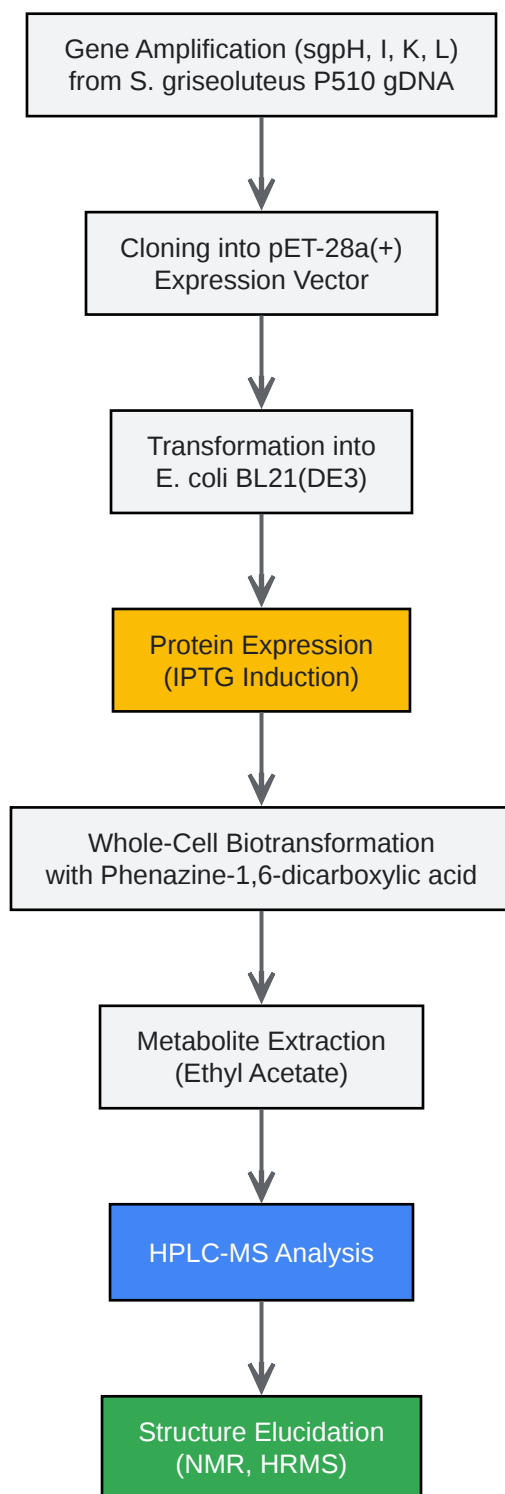 Gene Amplification (sgpH, I, K, L)
from S. griseoluteus P510 gDNA
Cloning into pET-28a(+)
Expression Vector
Transformation into
E. coli BL21(DE3)
Protein Expression
(IPTG Induction)
Whole-Cell Biotransformation
with Phenazine-1,6-dicarboxylic acid
Metabolite Extraction
(Ethyl Acetate)
HPLC-MS Analysis
Structure Elucidation
(NMR, HRMS)